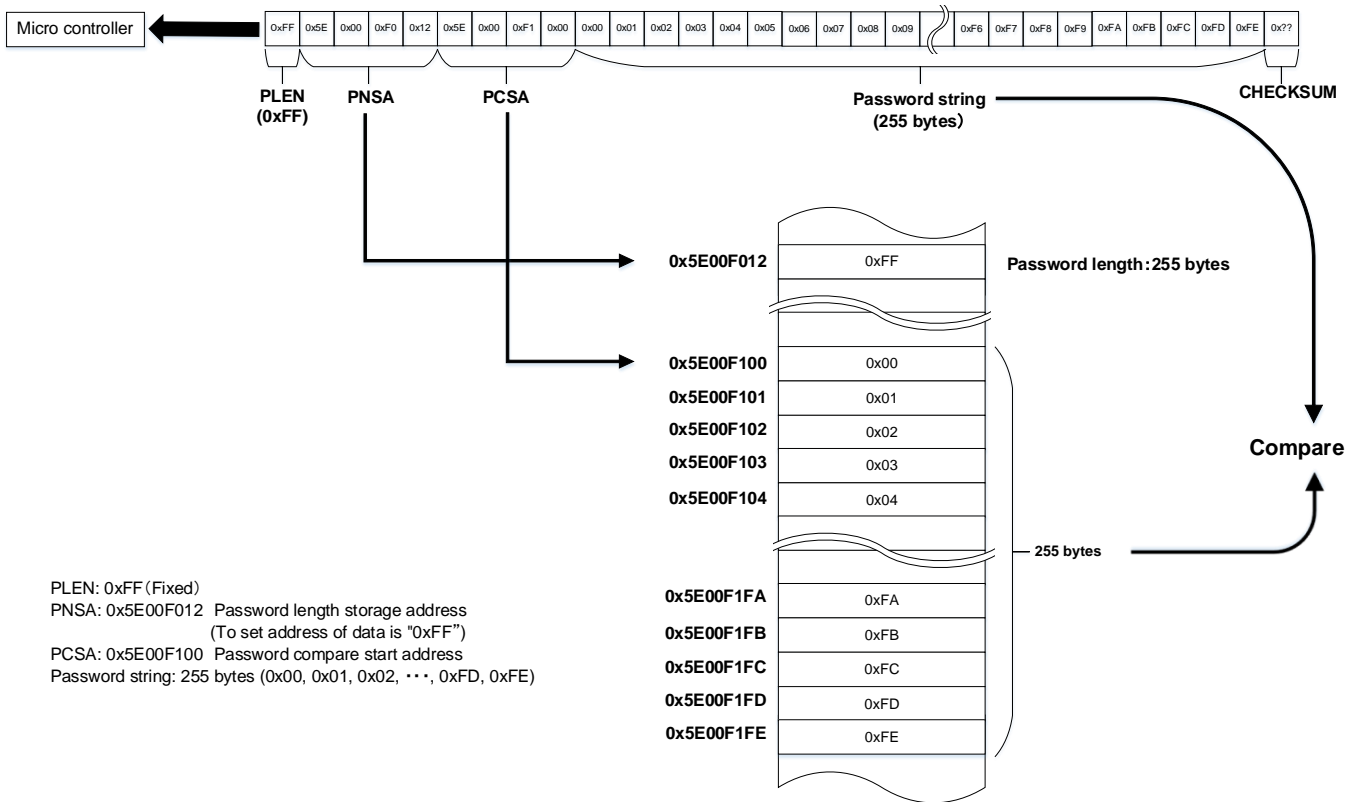 Micro controller
0xFF 0x5E 0x00 0xF0 0x12 0x5E 0x00 0xF1 0x00 0x00 0x01 0x02 0x03 0x04 0x05 0x06 0x07 0x08 0x09 0xF6 0xF7 0xF8 0xF9 0xFA 0xFB 0xFC 0xFD 0xFE 0x??
PLEN
(0xFF)
PNSA
PCSA
Password string
(255 bytes)
CHECKSUM
0x5E00F012 0xFF Password length:255 bytes
0x5E00F100 0x00
0x5E00F101 0x01
0x5E00F102 0x02
0x5E00F103 0x03
0x5E00F104 0x04
Compare
255 bytes
0x5E00F1FA 0xFA
0x5E00F1FB 0xFB
0x5E00F1FC 0xFC
0x5E00F1FD 0xFD
0x5E00F1FE 0xFE
PLEN: 0xFF(Fixed)
PNSA: 0x5E00F012 Password length storage address
(To set address of data is "0xFF”)
PCSA: 0x5E00F100 Password compare start address
Password string: 255 bytes (0x00, 0x01, 0x02, ・・・, 0xFD, 0xFE)